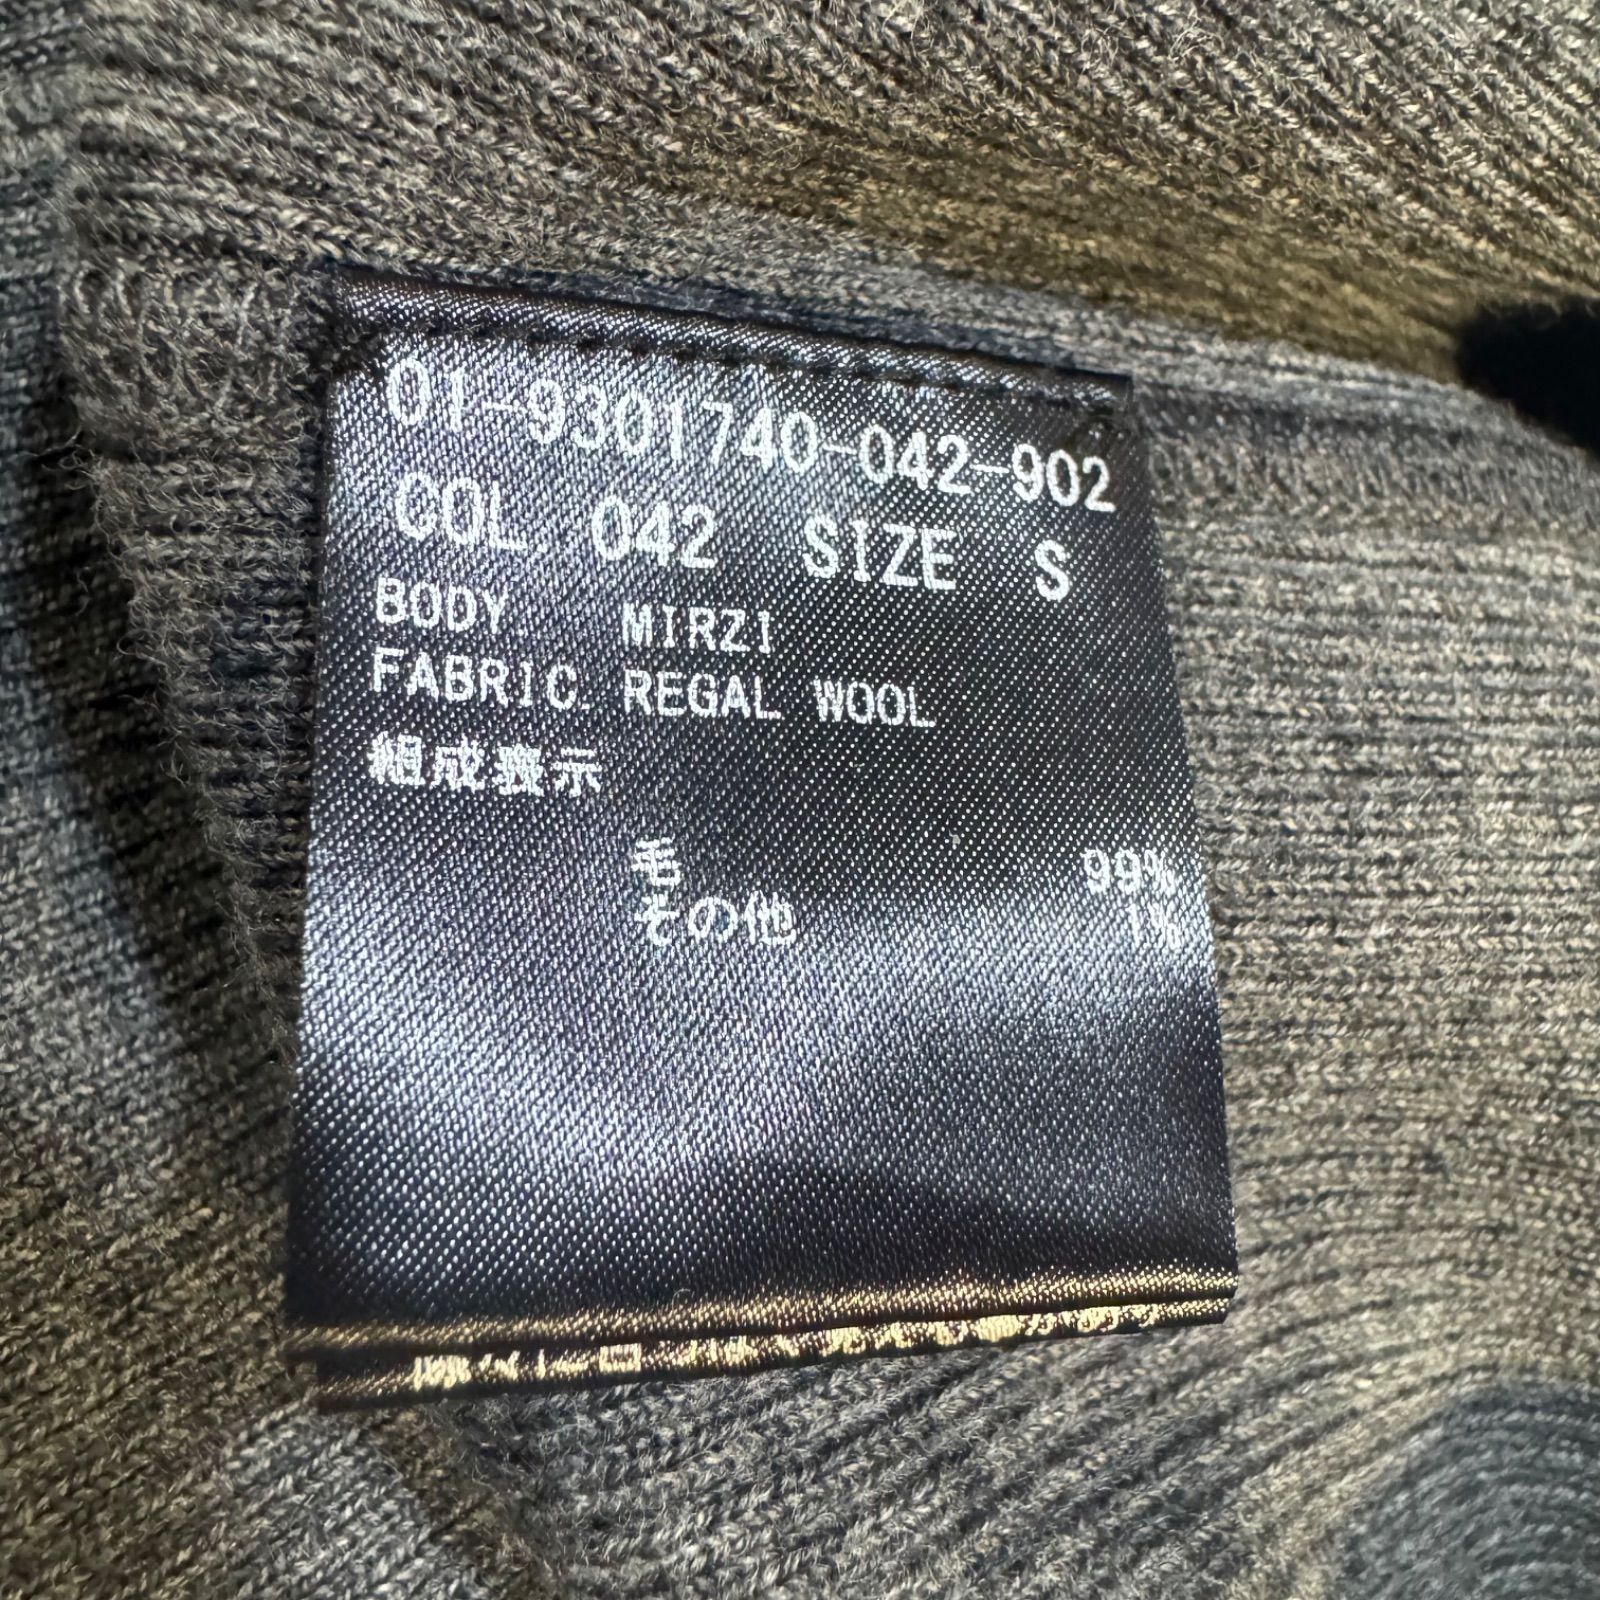 01-9301740-042-902
COL. 042 SIZE S
BODY. MIRZI
FABRIC. REGAL WOOL
組成表示
毛 99%
その他 1%